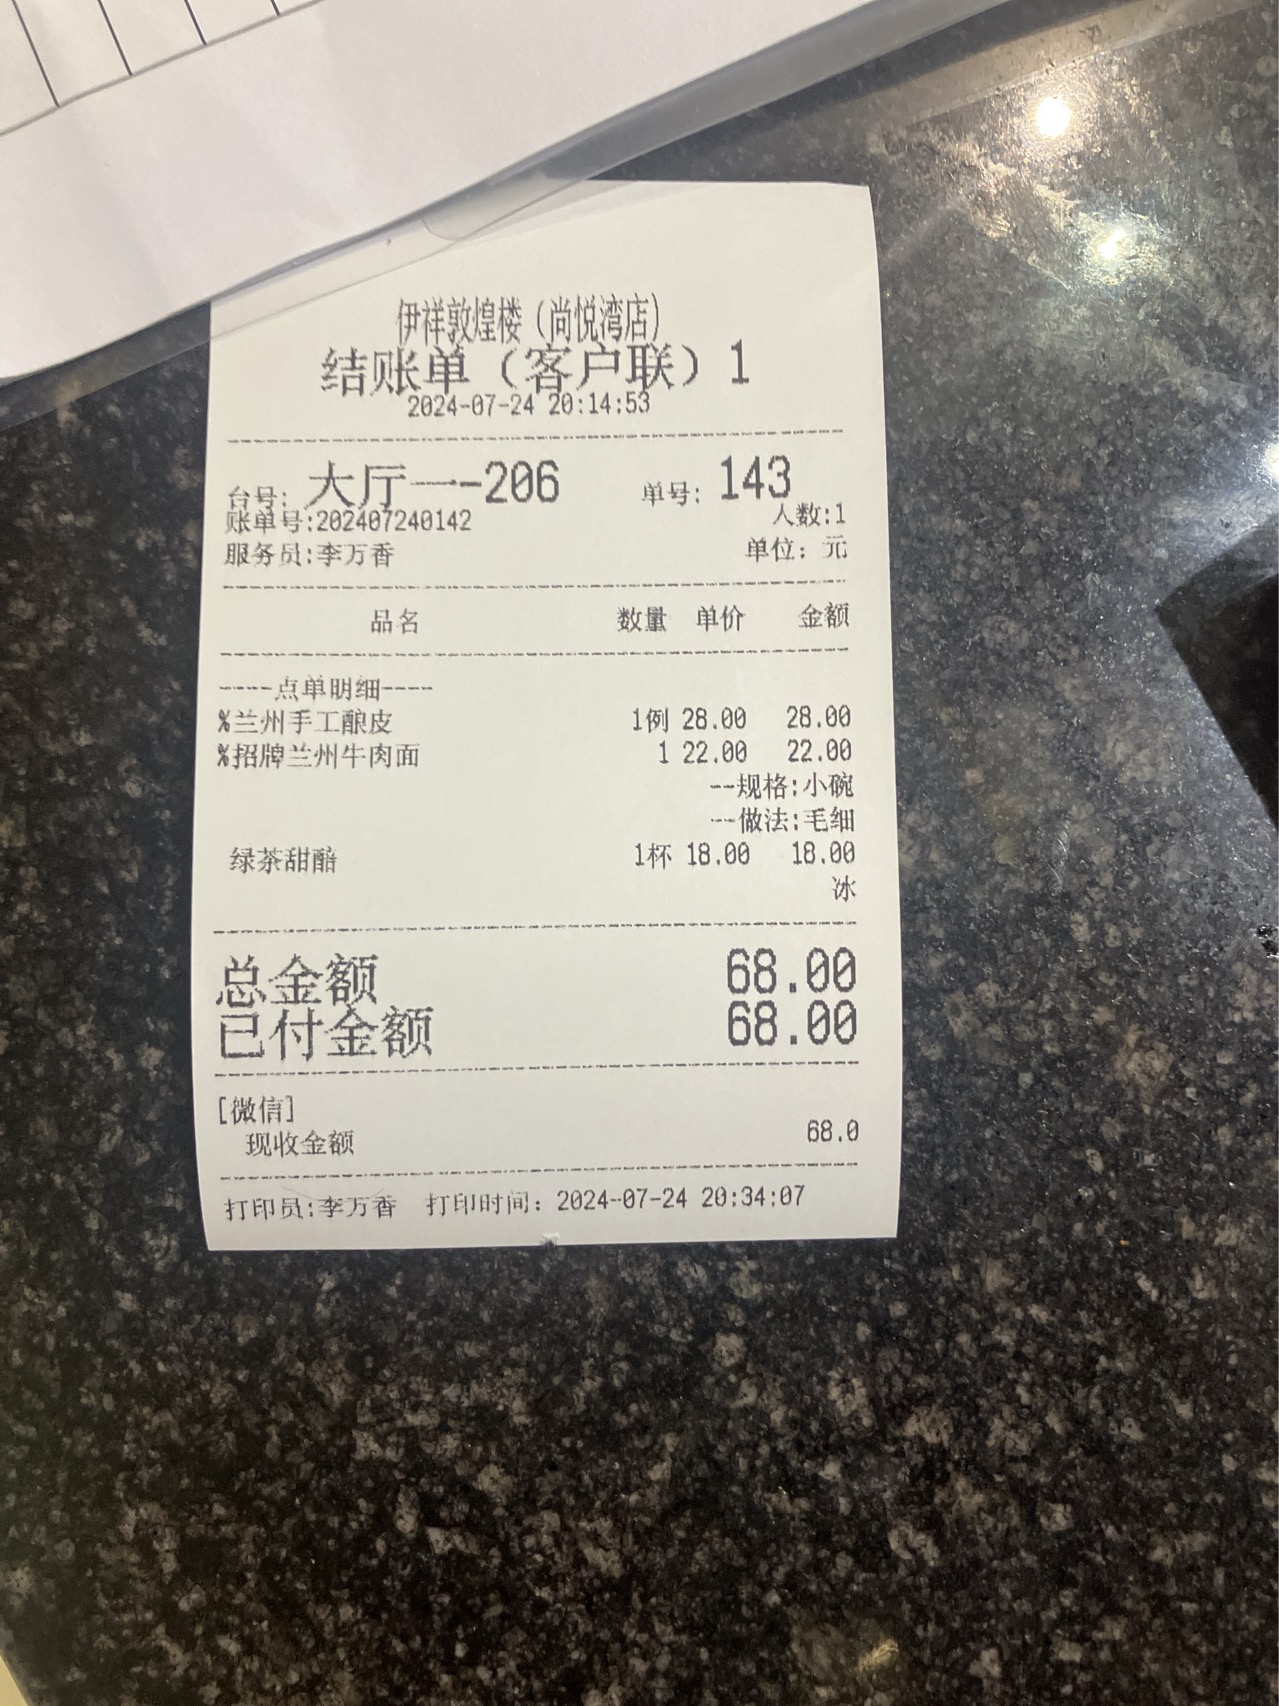 伊祥敦煌楼（尚悦湾店）
结账单（客户联）1
2024-07-24 20:14:53
台号: 大厅一-206 单号: 143
账单号:202407240142 人数:1
服务员:李万香 单位: 元
品名 数量 单价 金额
----点单明细----
%兰州手工酿皮 1例 28.00 28.00
%招牌兰州牛肉面 1 22.00 22.00
--规格:小碗
--做法:毛细
绿茶甜醅 1杯 18.00 18.00
冰
总金额 68.00
已付金额 68.00
[微信]
现收金额 68.0
打印员:李万香 打印时间: 2024-07-24 20:34:07